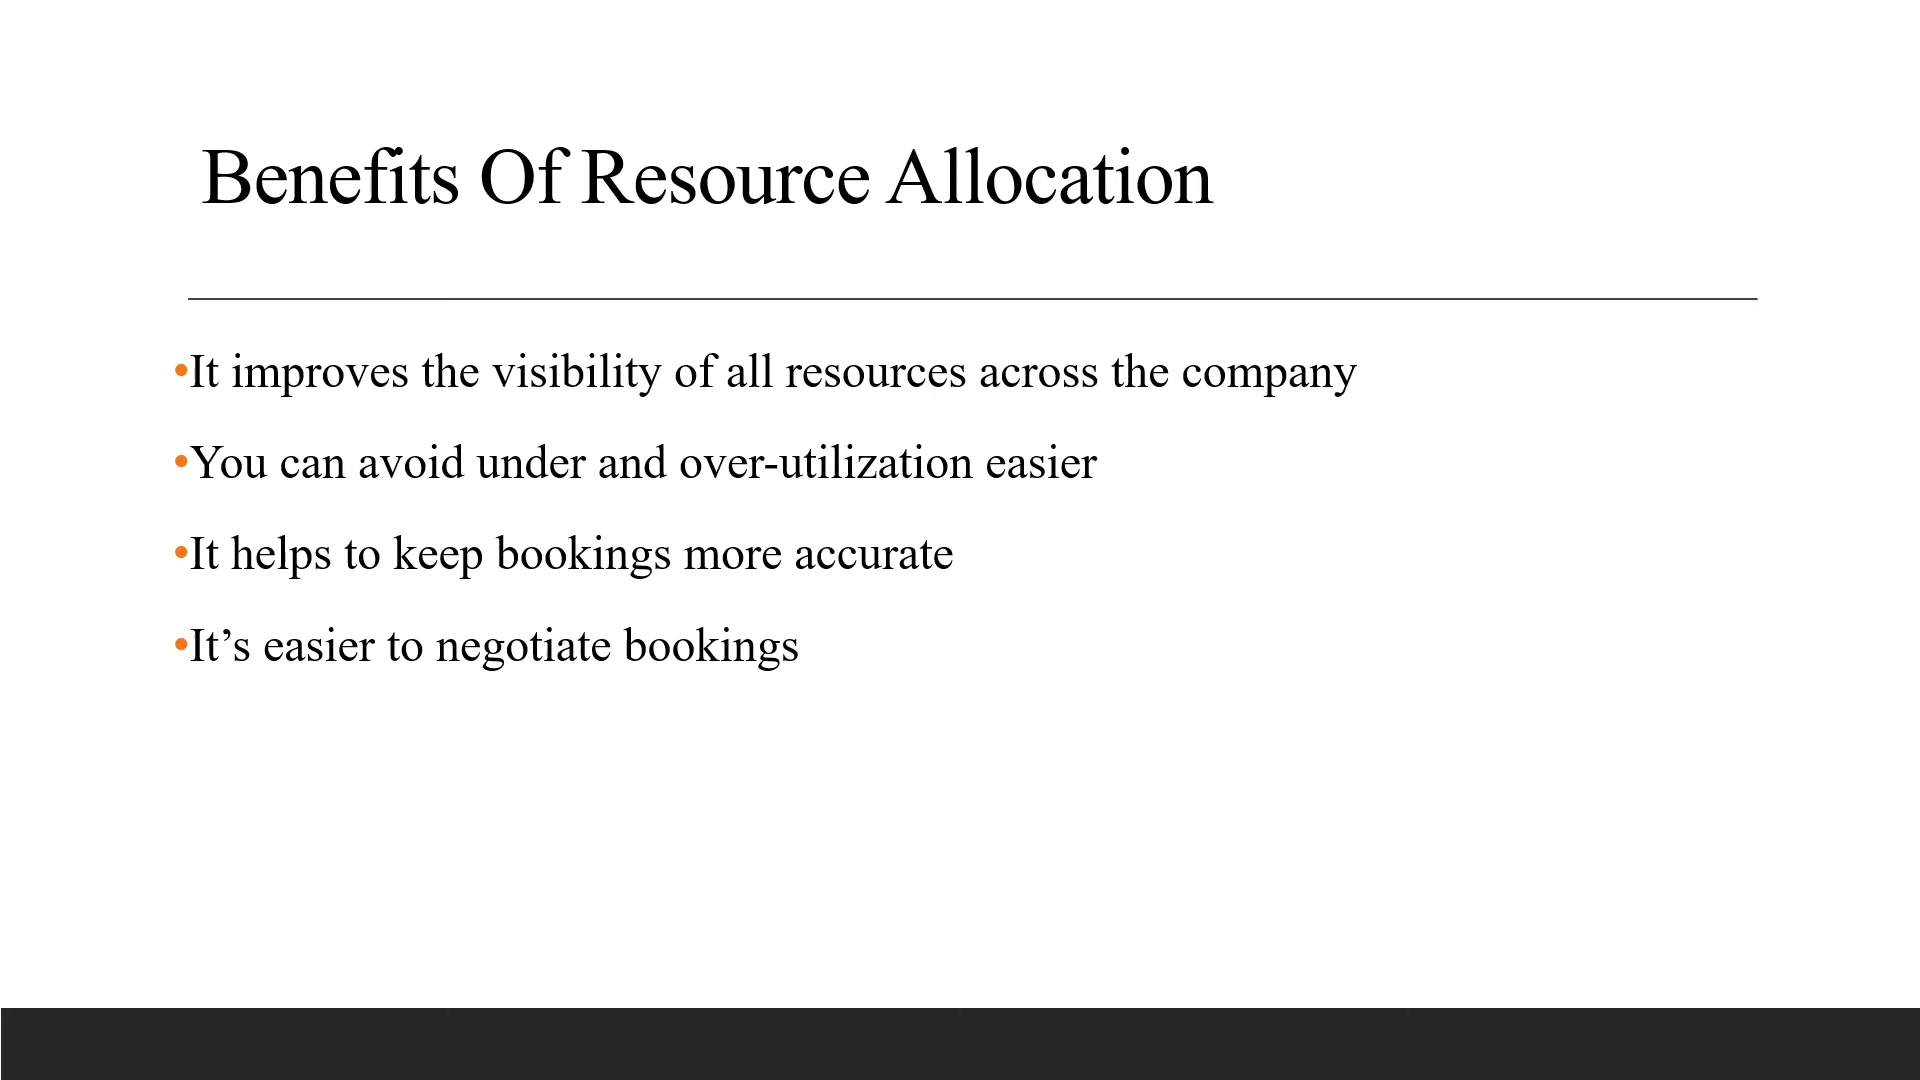 Benefits Of Resource Allocation
•It improves the visibility of all resources across the company
•You can avoid under and over-utilization easier
•It helps to keep bookings more accurate
•It’s easier to negotiate bookings